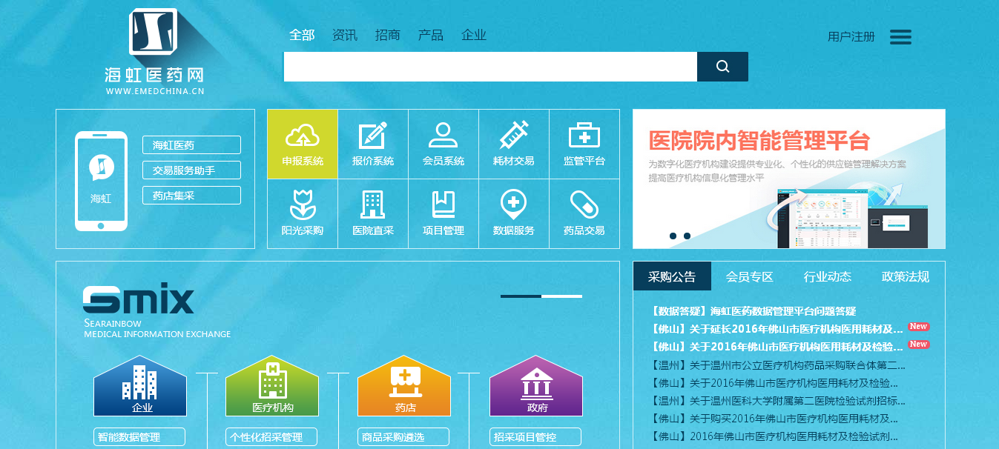 海虹医药网
WWW.EMEDCHINA.CN
全部 资讯 招商 产品 企业
用户注册
海虹
海虹医药
交易服务助手
药店集采
申报系统 报价系统 会员系统 耗材交易 监管平台
阳光采购 医院直采 项目管理 数据服务 药品交易
医院院内智能管理平台
为数字化医疗机构建设提供专业化、个性化的供应链管理解决方案
提高医疗机构信息化管理水平
Smix
SEARAINBOW
MEDICAL INFORMATION EXCHANGE
企业 医疗机构 药店 政府
智能数据管理 个性化招采管理 商品采购遴选 招采项目管控
采购公告 会员专区 行业动态 政策法规
【数据答疑】海虹医药数据管理平台问题答疑
【佛山】关于延长2016年佛山市医疗机构医用耗材及... New
【佛山】关于2016年佛山市医疗机构医用耗材及检验... New
【温州】关于温州市公立医疗机构药品采购联合体第二...
【佛山】关于2016年佛山市医疗机构医用耗材及检验...
【温州】关于温州医科大学附属第二医院检验试剂招标...
【佛山】关于购买2016年佛山市医疗机构医用耗材及...
【佛山】2016年佛山市医疗机构医用耗材及检验试剂...